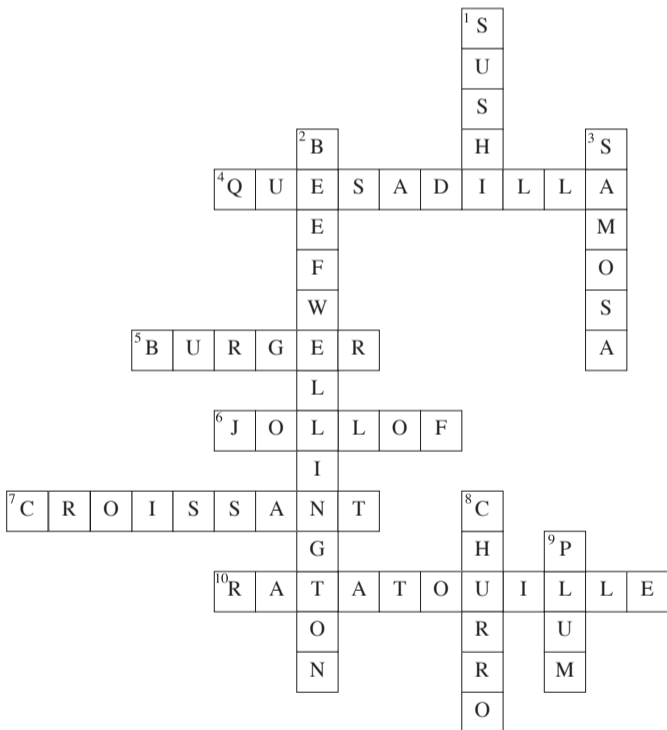 1 S
U
S
2 B H 3 S
4 Q U E S A D I L L A
E M
F O
W S
5 B U R G E R A
L
6 J O L L O F
I
7 C R O I S S A N T 8 C
G H 9 P
10 R A T A T O U I L L E
O R U
N R M
O